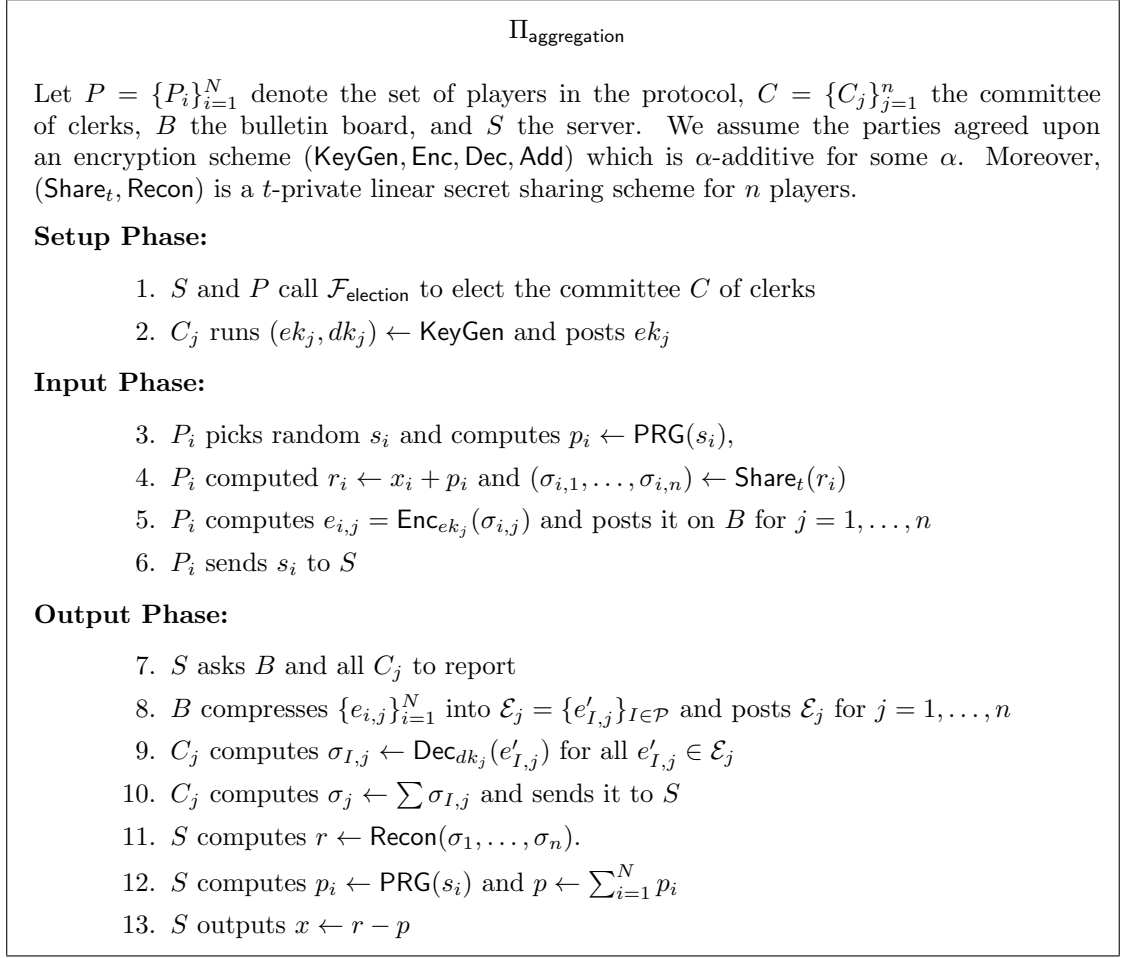 Π_aggregation
Let P = {P_i}_{i=1}^N denote the set of players in the protocol, C = {C_j}_{j=1}^n the committee
of clerks, B the bulletin board, and S the server. We assume the parties agreed upon
an encryption scheme (KeyGen, Enc, Dec, Add) which is α-additive for some α. Moreover,
(Share_t, Recon) is a t-private linear secret sharing scheme for n players.
Setup Phase:
1. S and P call F_election to elect the committee C of clerks
2. C_j runs (ek_j, dk_j) ← KeyGen and posts ek_j
Input Phase:
3. P_i picks random s_i and computes p_i ← PRG(s_i),
4. P_i computed r_i ← x_i + p_i and (σ_{i,1}, . . . , σ_{i,n}) ← Share_t(r_i)
5. P_i computes e_{i,j} = Enc_{ek_j}(σ_{i,j}) and posts it on B for j = 1, . . . , n
6. P_i sends s_i to S
Output Phase:
7. S asks B and all C_j to report
8. B compresses {e_{i,j}}_{i=1}^N into ℰ_j = {e'_{I,j}}_{I∈𝒫} and posts ℰ_j for j = 1, . . . , n
9. C_j computes σ_{I,j} ← Dec_{dk_j}(e'_{I,j}) for all e'_{I,j} ∈ ℰ_j
10. C_j computes σ_j ← ∑ σ_{I,j} and sends it to S
11. S computes r ← Recon(σ_1, . . . , σ_n).
12. S computes p_i ← PRG(s_i) and p ← ∑_{i=1}^N p_i
13. S outputs x ← r − p